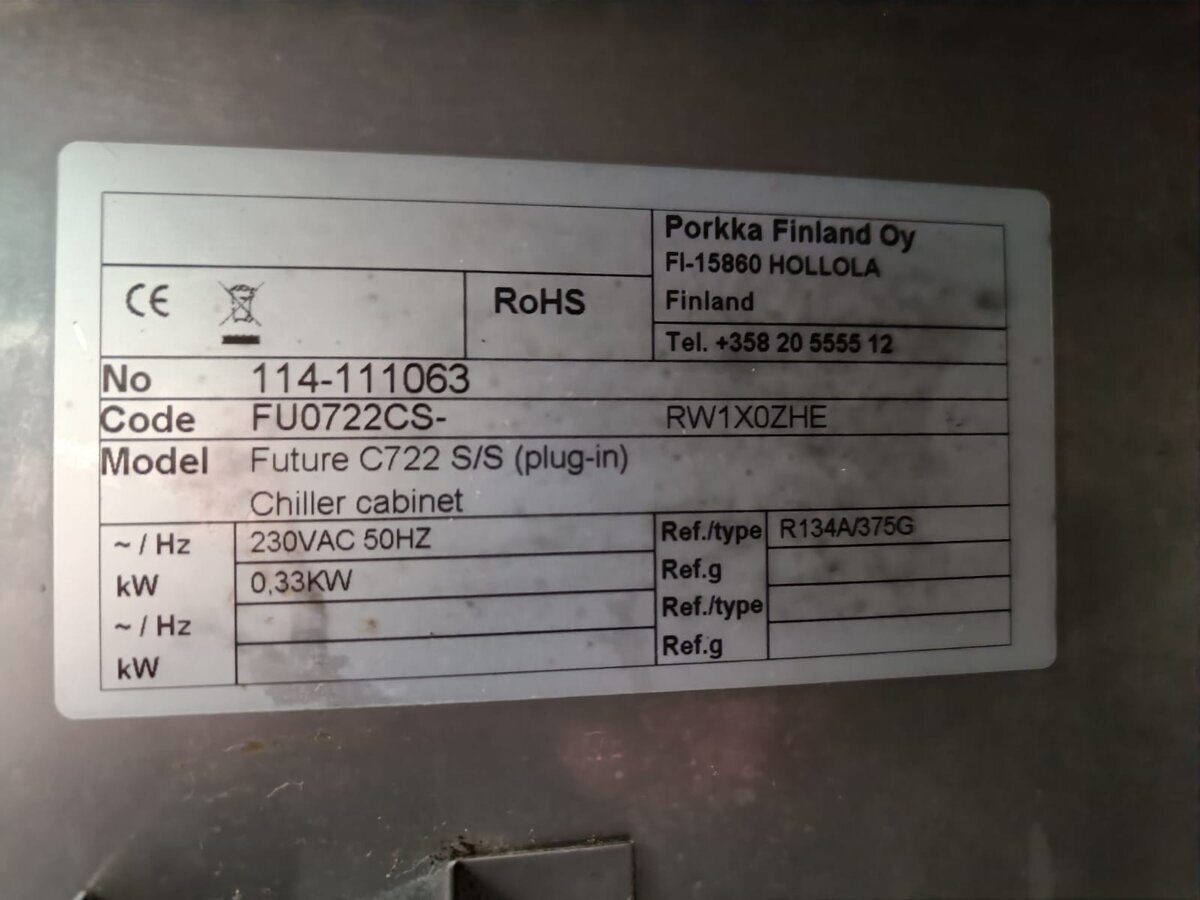 Porkka Finland Oy
FI-15860 HOLLOLA
Finland
CE RoHS
Tel. +358 20 5555 12
No 114-111063
Code FU0722CS- RW1X0ZHE
Model Future C722 S/S (plug-in)
Chiller cabinet
~ / Hz 230VAC 50HZ Ref./type R134A/375G
kW 0,33KW Ref.g
~ / Hz Ref./type
kW Ref.g